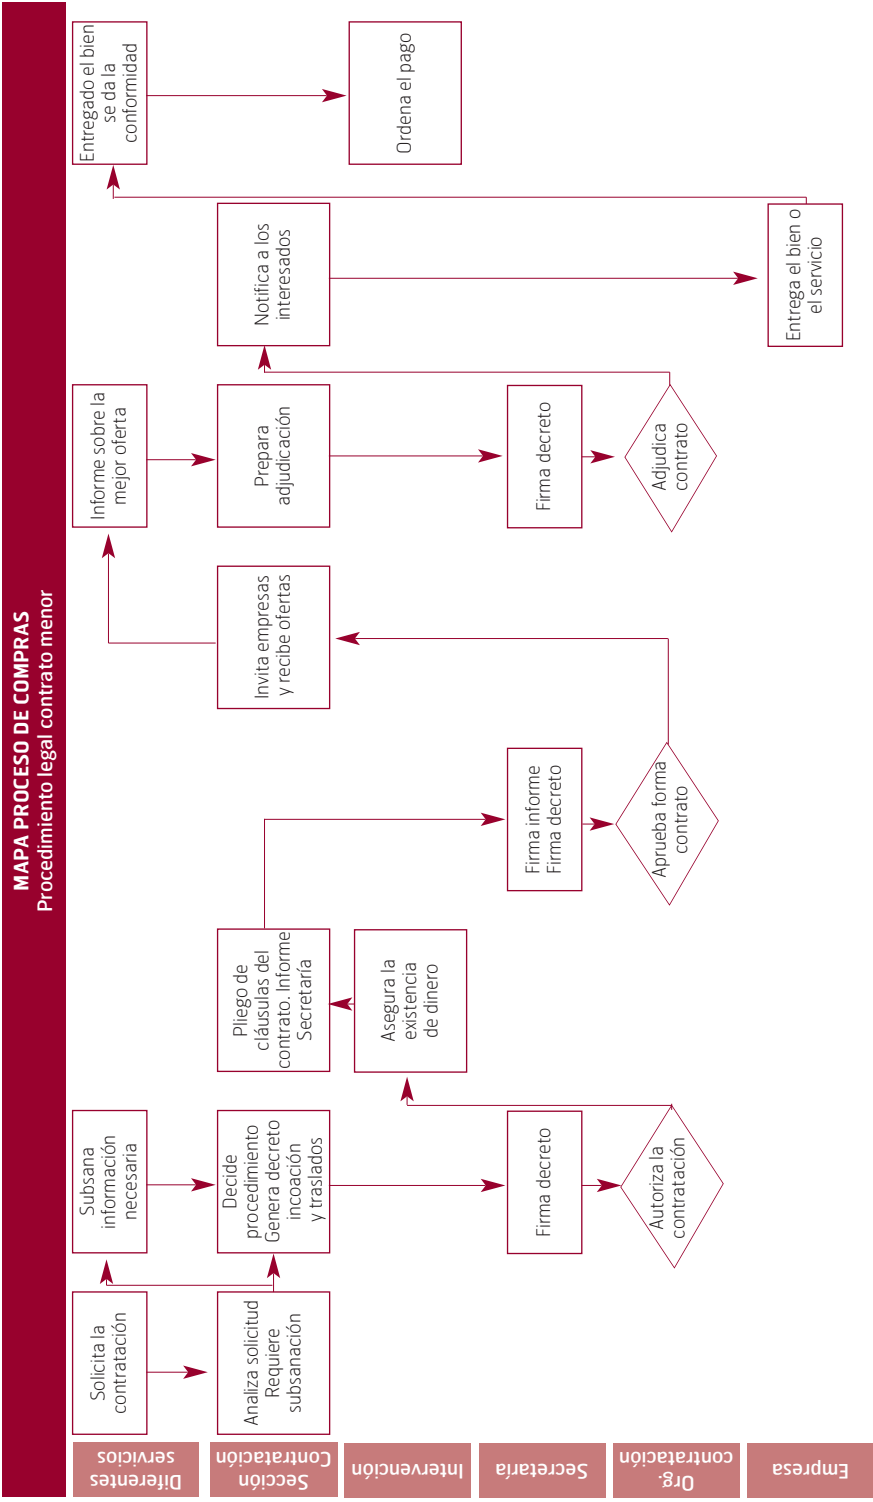 MAPA PROCESO DE COMPRAS
Procedimiento legal contrato menor
Diferentes
servicios
Solicita la
contratación
Subsana
información
necesaria
Informe sobre la
mejor oferta
Entregado el bien
se da la
conformidad
Sección
Contratación
Analiza solicitud
Requiere
subsanación
Decide
procedimiento
Genera decreto
incoación
y traslados
Pliego de
cláusulas del
contrato. Informe
Secretaría
Invita empresas
y recibe ofertas
Prepara
adjudicación
Notifica a los
interesados
Intervención
Asegura la
existencia
de dinero
Ordena el pago
Secretaría
Firma decreto
Firma informe
Firma decreto
Firma decreto
Org.
contratación
Autoriza la
contratación
Aprueba forma
contrato
Adjudica
contrato
Empresa
Entrega el bien o
el servicio